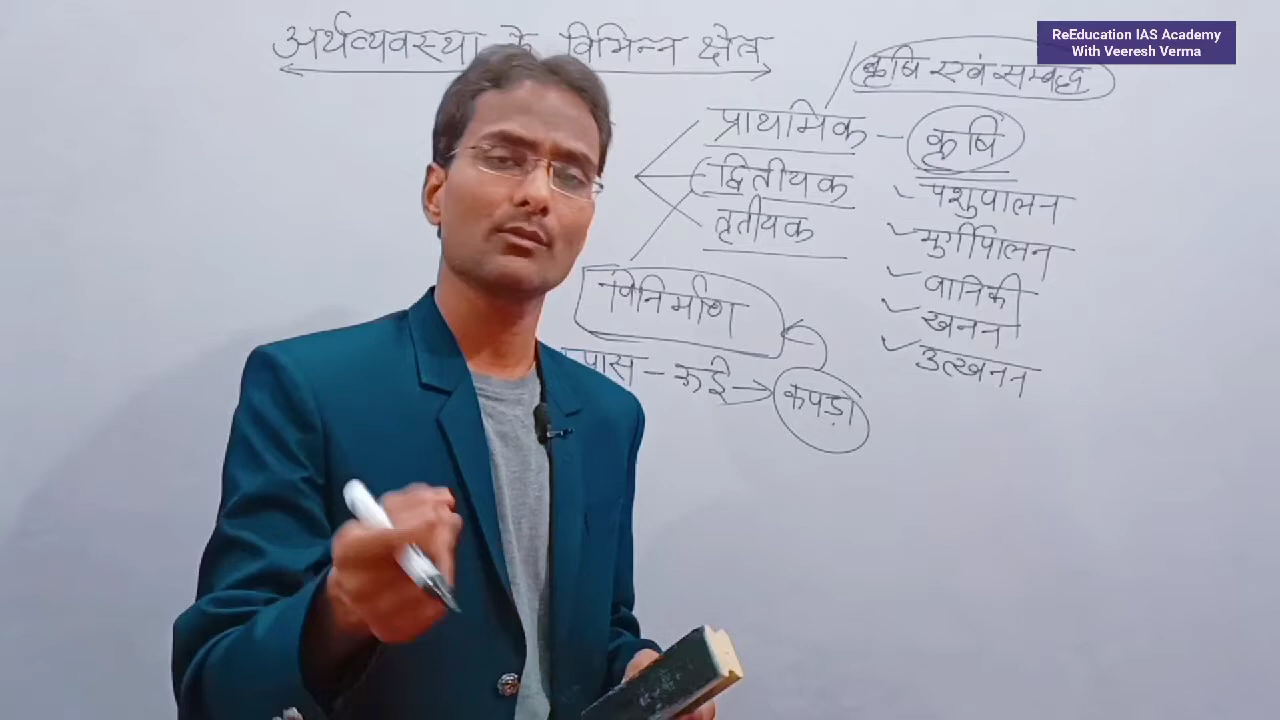 अर्थव्यवस्था के विभिन्न क्षेत्र
ReEducation IAS Academy
With Veeresh Verma
कृषि एवं सम्बद्ध
प्राथमिक - कृषि
द्वितीयक
तृतीयक
पशुपालन
मुर्गीपालन
वानिकी
खनन
उत्खनन
विनिर्माण
पास - रूई → कपड़ा